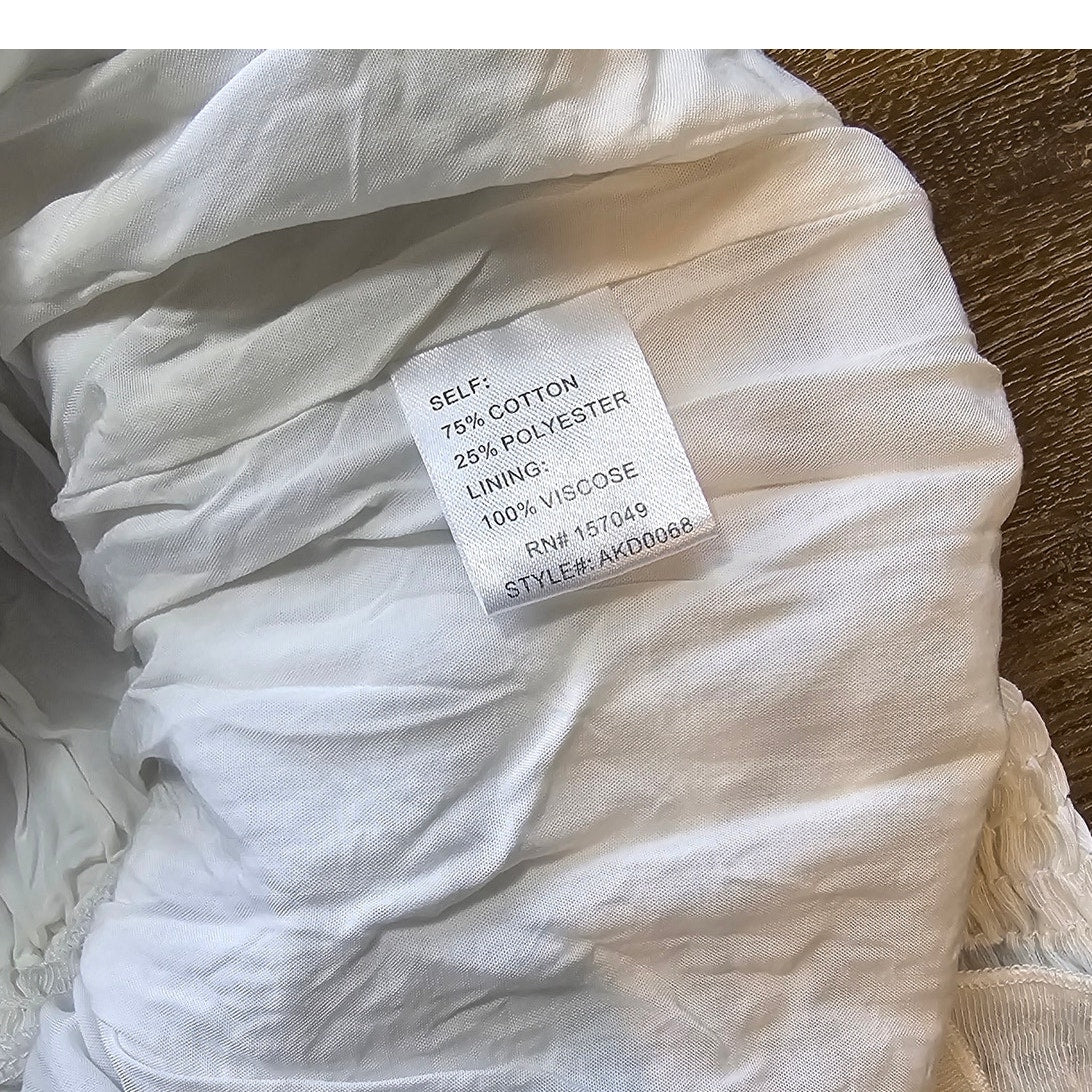 SELF:
75% COTTON
25% POLYESTER
LINING:
100% VISCOSE
RN# 157049
STYLE#: AKD0068